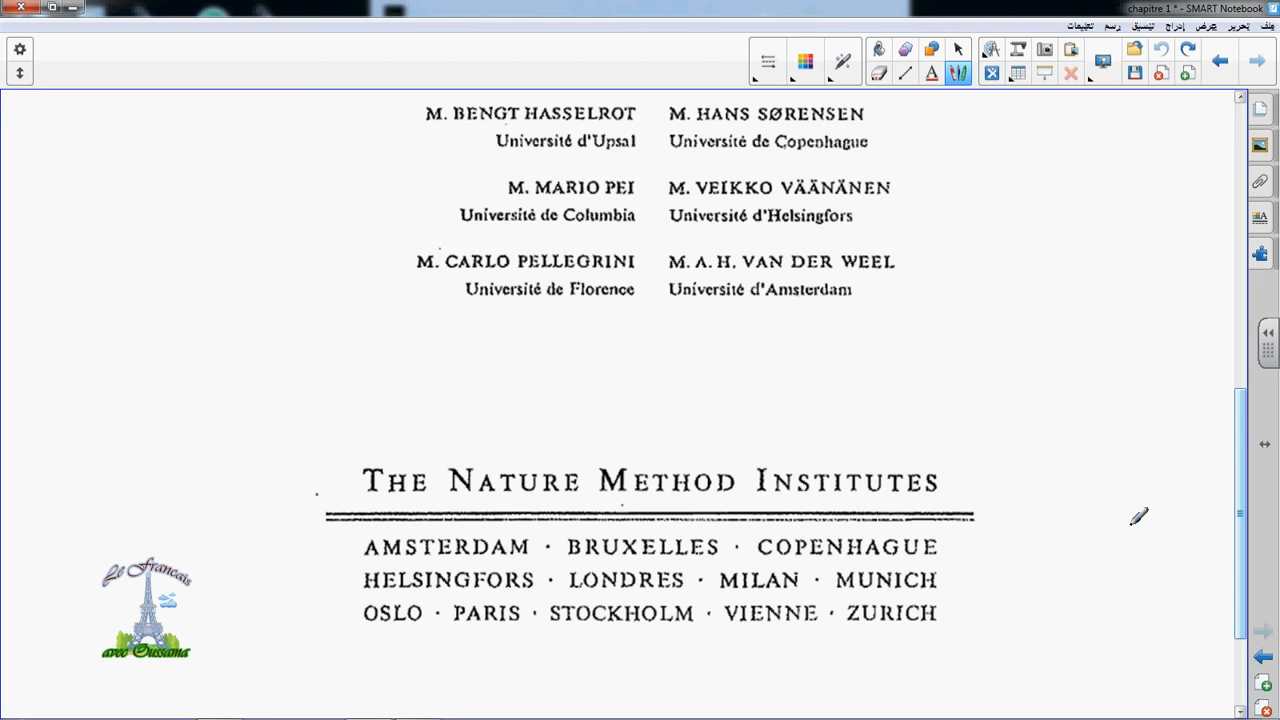 chapitre 1 * - SMART Notebook
ملف تحرير عرض إدراج تنسيق رسم تعليمات
M. BENGT HASSELROT
Université d'Upsal
M. HANS SØRENSEN
Université de Copenhague
M. MARIO PEI
Université de Columbia
M. VEIKKO VÄÄNÄNEN
Université d'Helsingfors
M. CARLO PELLEGRINI
Université de Florence
M. A. H. VAN DER WEEL
Université d'Amsterdam
THE NATURE METHOD INSTITUTES
AMSTERDAM · BRUXELLES · COPENHAGUE
HELSINGFORS · LONDRES · MILAN · MUNICH
OSLO · PARIS · STOCKHOLM · VIENNE · ZURICH
Le Francais
avec Oussama